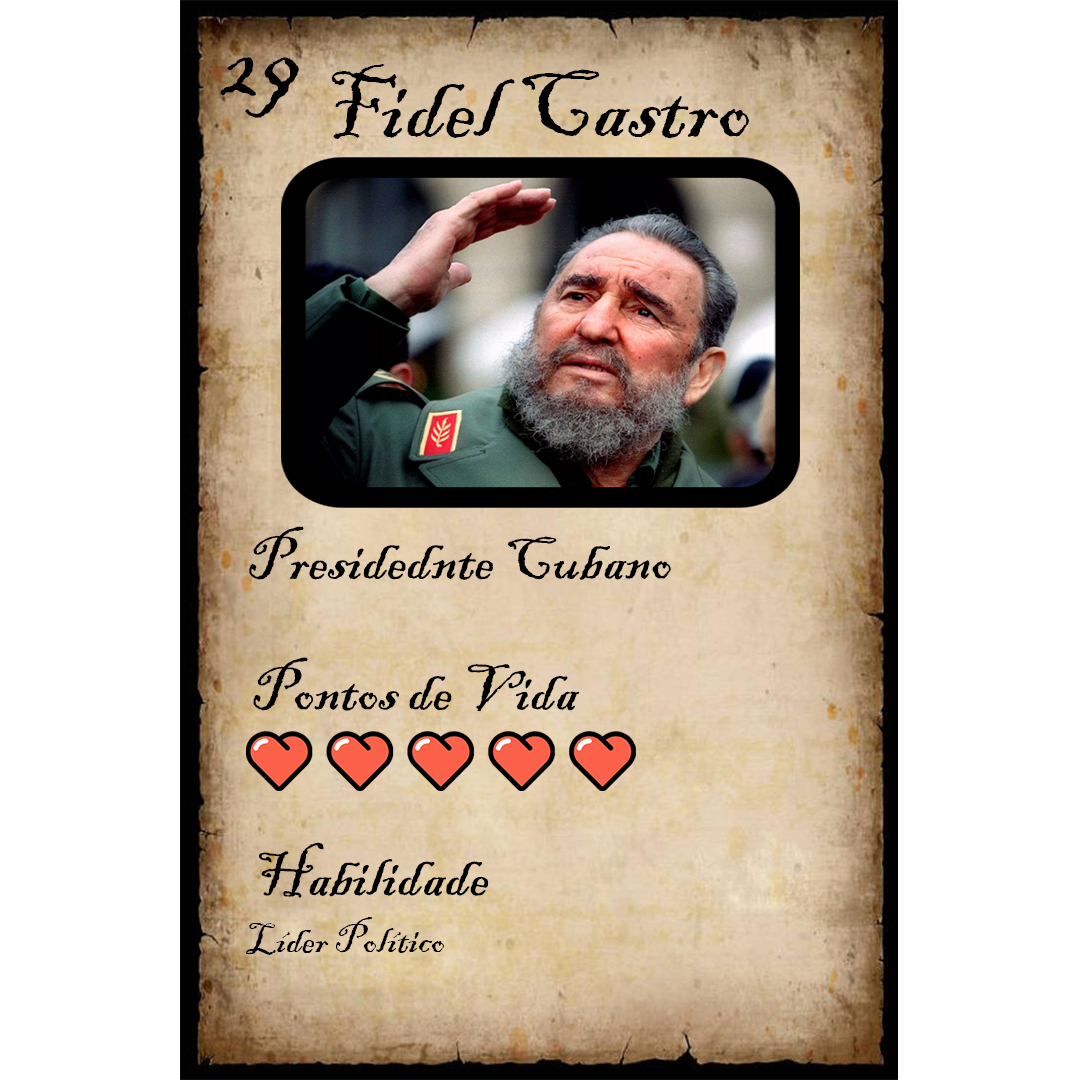 29 Fidel Castro
Presidednte Cubano
Pontos de Vida
Habilidade
Líder Político